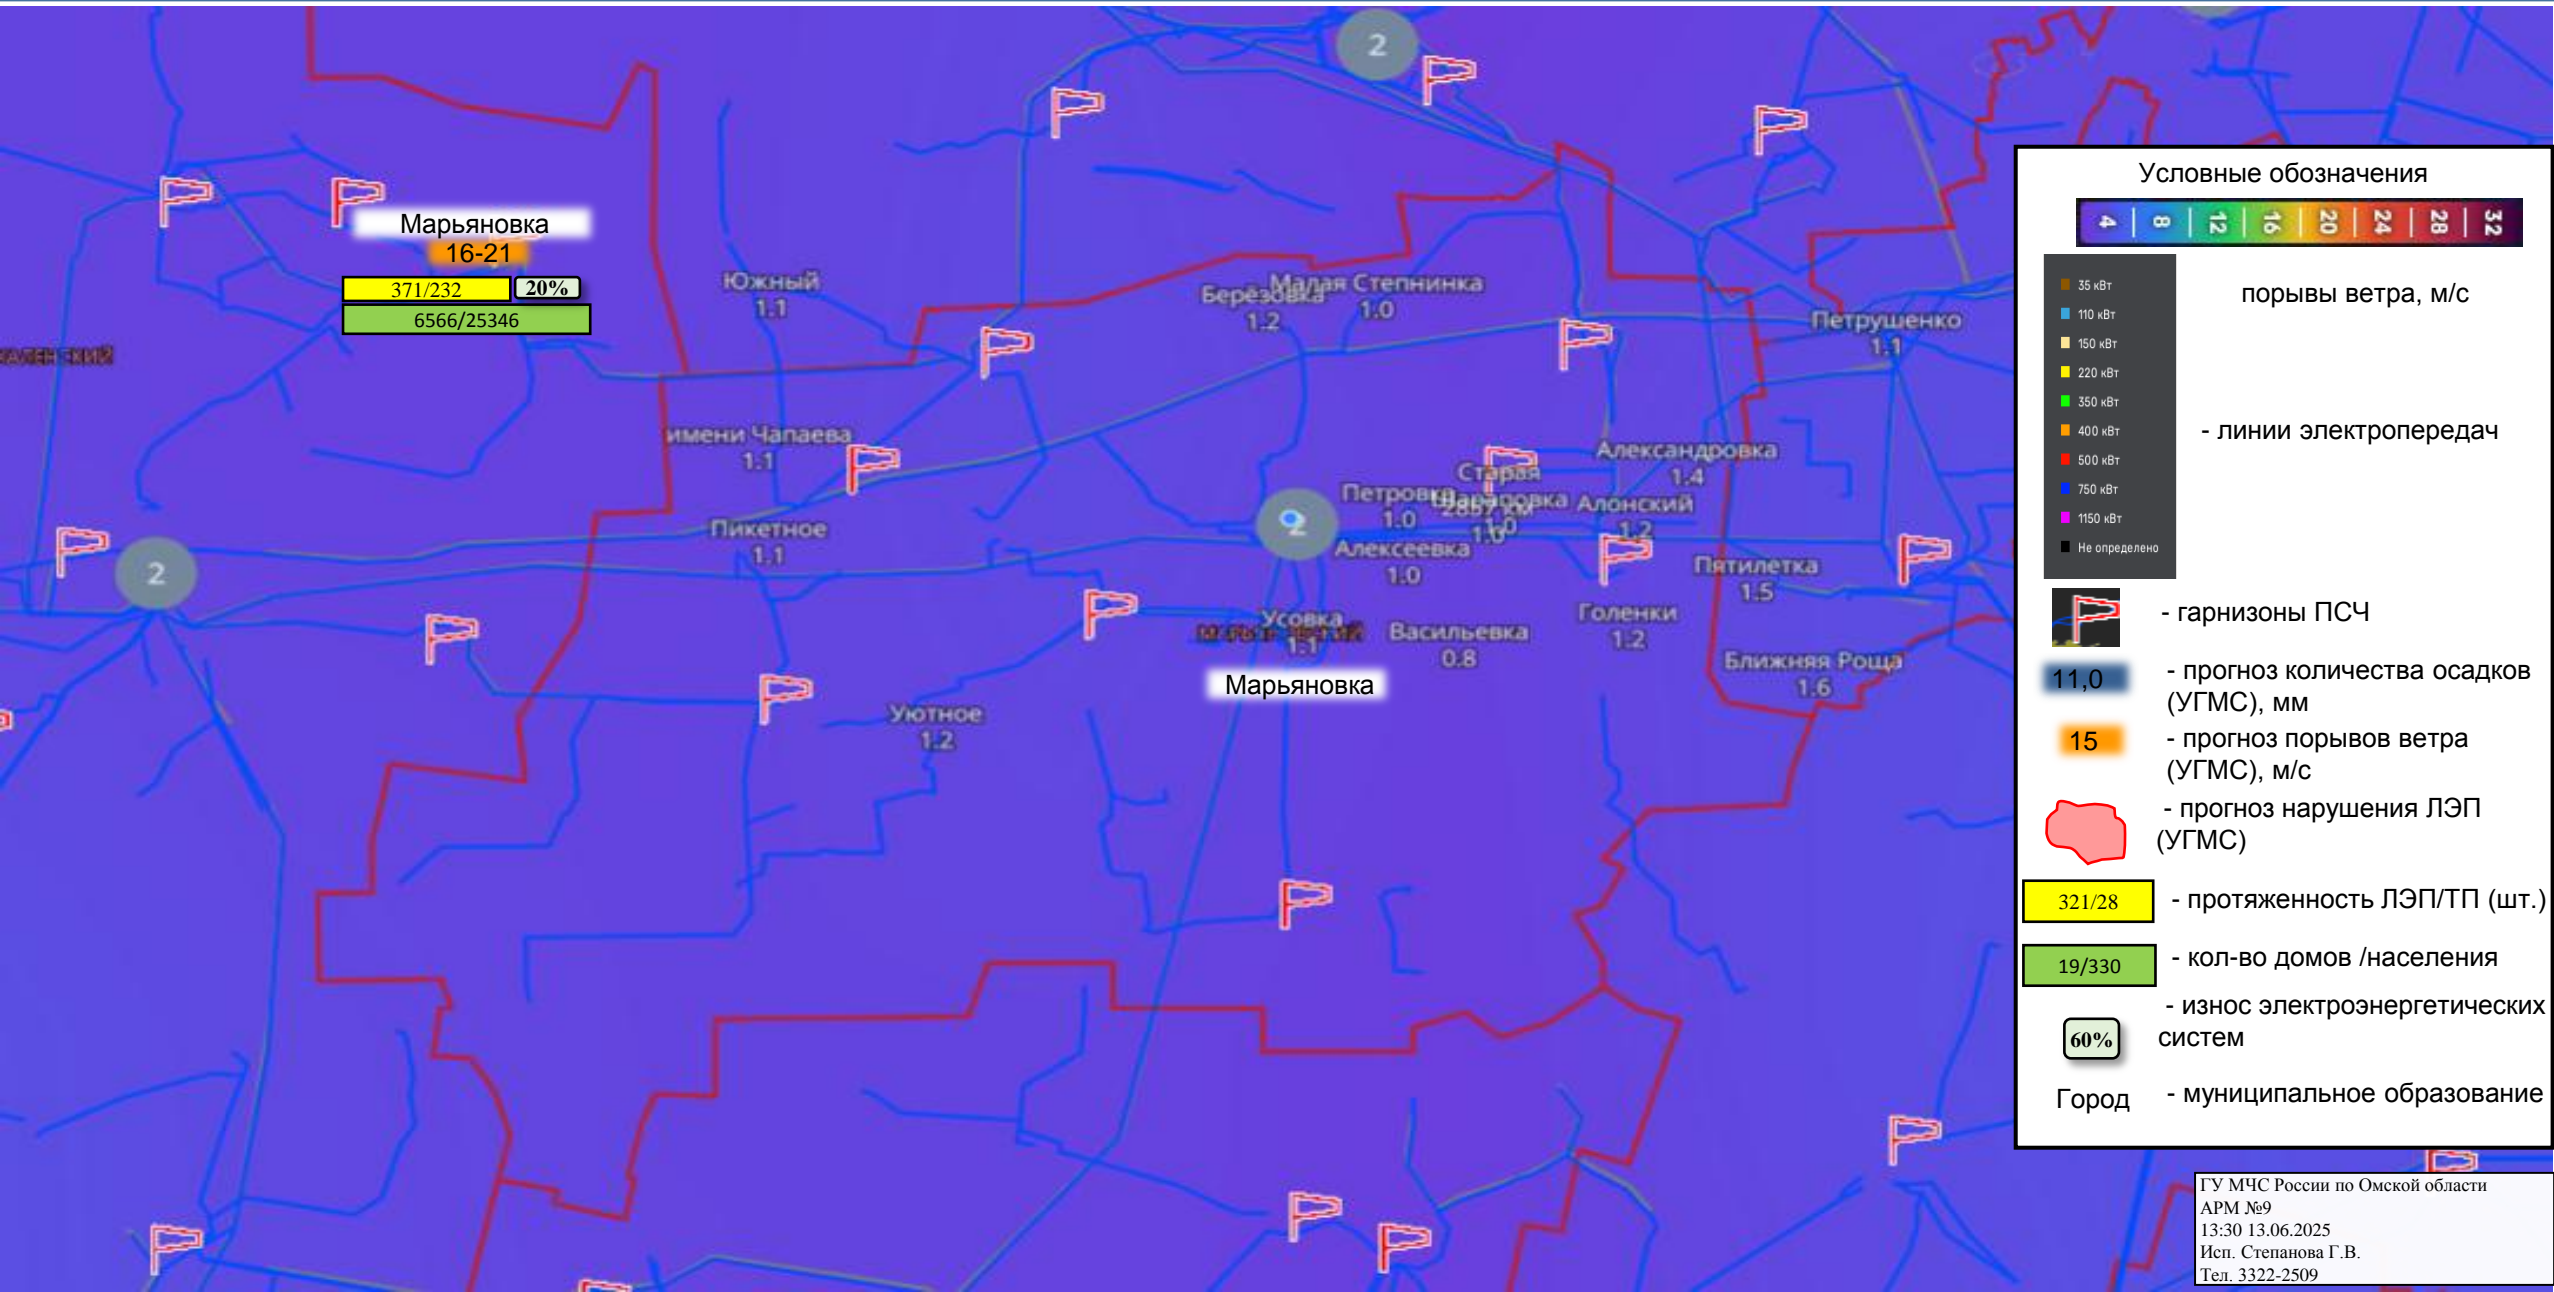 2
Марьяновка
16-21
371/232
20%
6566/25346
Южный
1.1
Берёзовка
1.2
Малая Степнинка
1.0
Петрушенко
1.1
имени Чапаева
1.1
Александровка
1.4
Старая
Петровка
1.0
1.0
Алонский
1.2
Пикетное
1.1
2
Алексеевка
1.0
2
Пятилетка
1.5
Усовка
1.1
Васильевка
0.8
Голенки
1.2
Ближняя Роща
1.6
Марьяновка
Уютное
1.2
Условные обозначения
4 8 12 16 20 24 28 32
порывы ветра, м/с
35 кВт
110 кВт
150 кВт
220 кВт
350 кВт
400 кВт
500 кВт
750 кВт
1150 кВт
Не определено
- линии электропередач
- гарнизоны ПСЧ
11,0
- прогноз количества осадков
(УГМС), мм
15
- прогноз порывов ветра
(УГМС), м/с
- прогноз нарушения ЛЭП
(УГМС)
321/28
- протяженность ЛЭП/ТП (шт.)
19/330
- кол-во домов /населения
60%
- износ электроэнергетических
систем
Город
- муниципальное образование
ГУ МЧС России по Омской области
АРМ №9
13:30 13.06.2025
Исп. Степанова Г.В.
Тел. 3322-2509